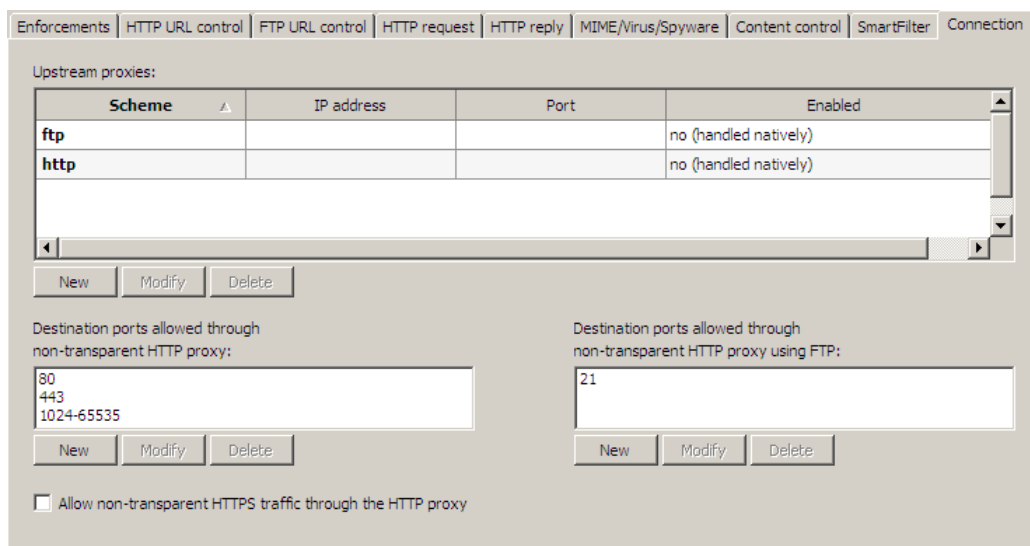 Enforcements HTTP URL control FTP URL control HTTP request HTTP reply MIME/Virus/Spyware Content control SmartFilter Connection
Upstream proxies:
Scheme IP address Port Enabled
ftp no (handled natively)
http no (handled natively)
New Modify Delete
Destination ports allowed through
non-transparent HTTP proxy:
80
443
1024-65535
New Modify Delete
Destination ports allowed through
non-transparent HTTP proxy using FTP:
21
New Modify Delete
Allow non-transparent HTTPS traffic through the HTTP proxy